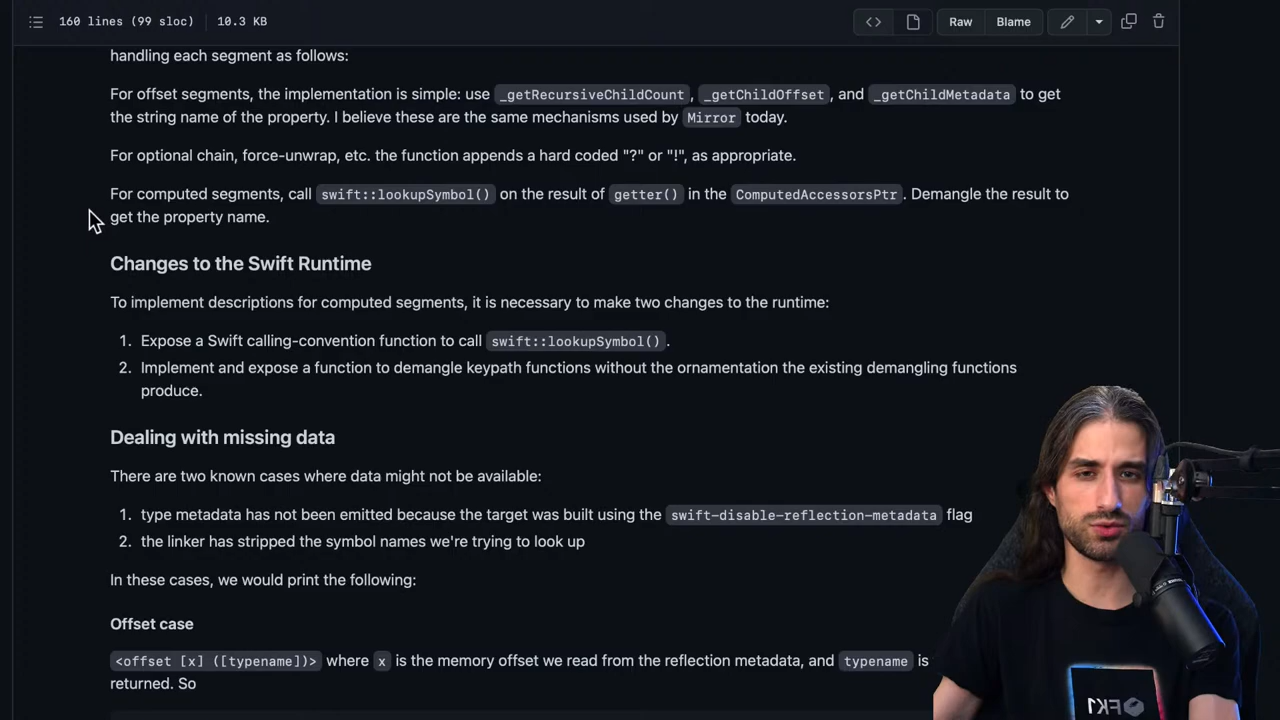 160 lines (99 sloc) 10.3 KB Raw Blame
handling each segment as follows:
For offset segments, the implementation is simple: use _getRecursiveChildCount, _getChildOffset, and _getChildMetadata to get
the string name of the property. I believe these are the same mechanisms used by Mirror today.
For optional chain, force-unwrap, etc. the function appends a hard coded "?" or "!", as appropriate.
For computed segments, call swift::lookupSymbol() on the result of getter() in the ComputedAccessorsPtr. Demangle the result to
get the property name.
Changes to the Swift Runtime
To implement descriptions for computed segments, it is necessary to make two changes to the runtime:
1. Expose a Swift calling-convention function to call swift::lookupSymbol().
2. Implement and expose a function to demangle keypath functions without the ornamentation the existing demangling functions
produce.
Dealing with missing data
There are two known cases where data might not be available:
1. type metadata has not been emitted because the target was built using the swift-disable-reflection-metadata flag
2. the linker has stripped the symbol names we're trying to look up
In these cases, we would print the following:
Offset case
<offset [x] ([typename])> where x is the memory offset we read from the reflection metadata, and typename is
returned. So
FK1